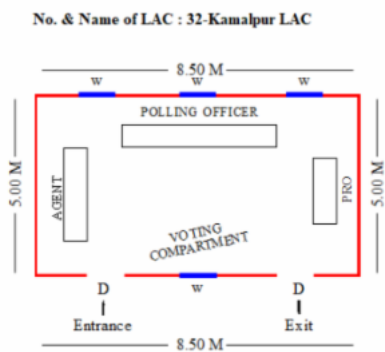 No. & Name of LAC : 32-Kamalpur LAC
8.50 M
W W W
POLLING OFFICER
5.00 M
AGENT
PRO
5.00 M
VOTING
COMPARTMENT
D W D
Entrance Exit
8.50 M